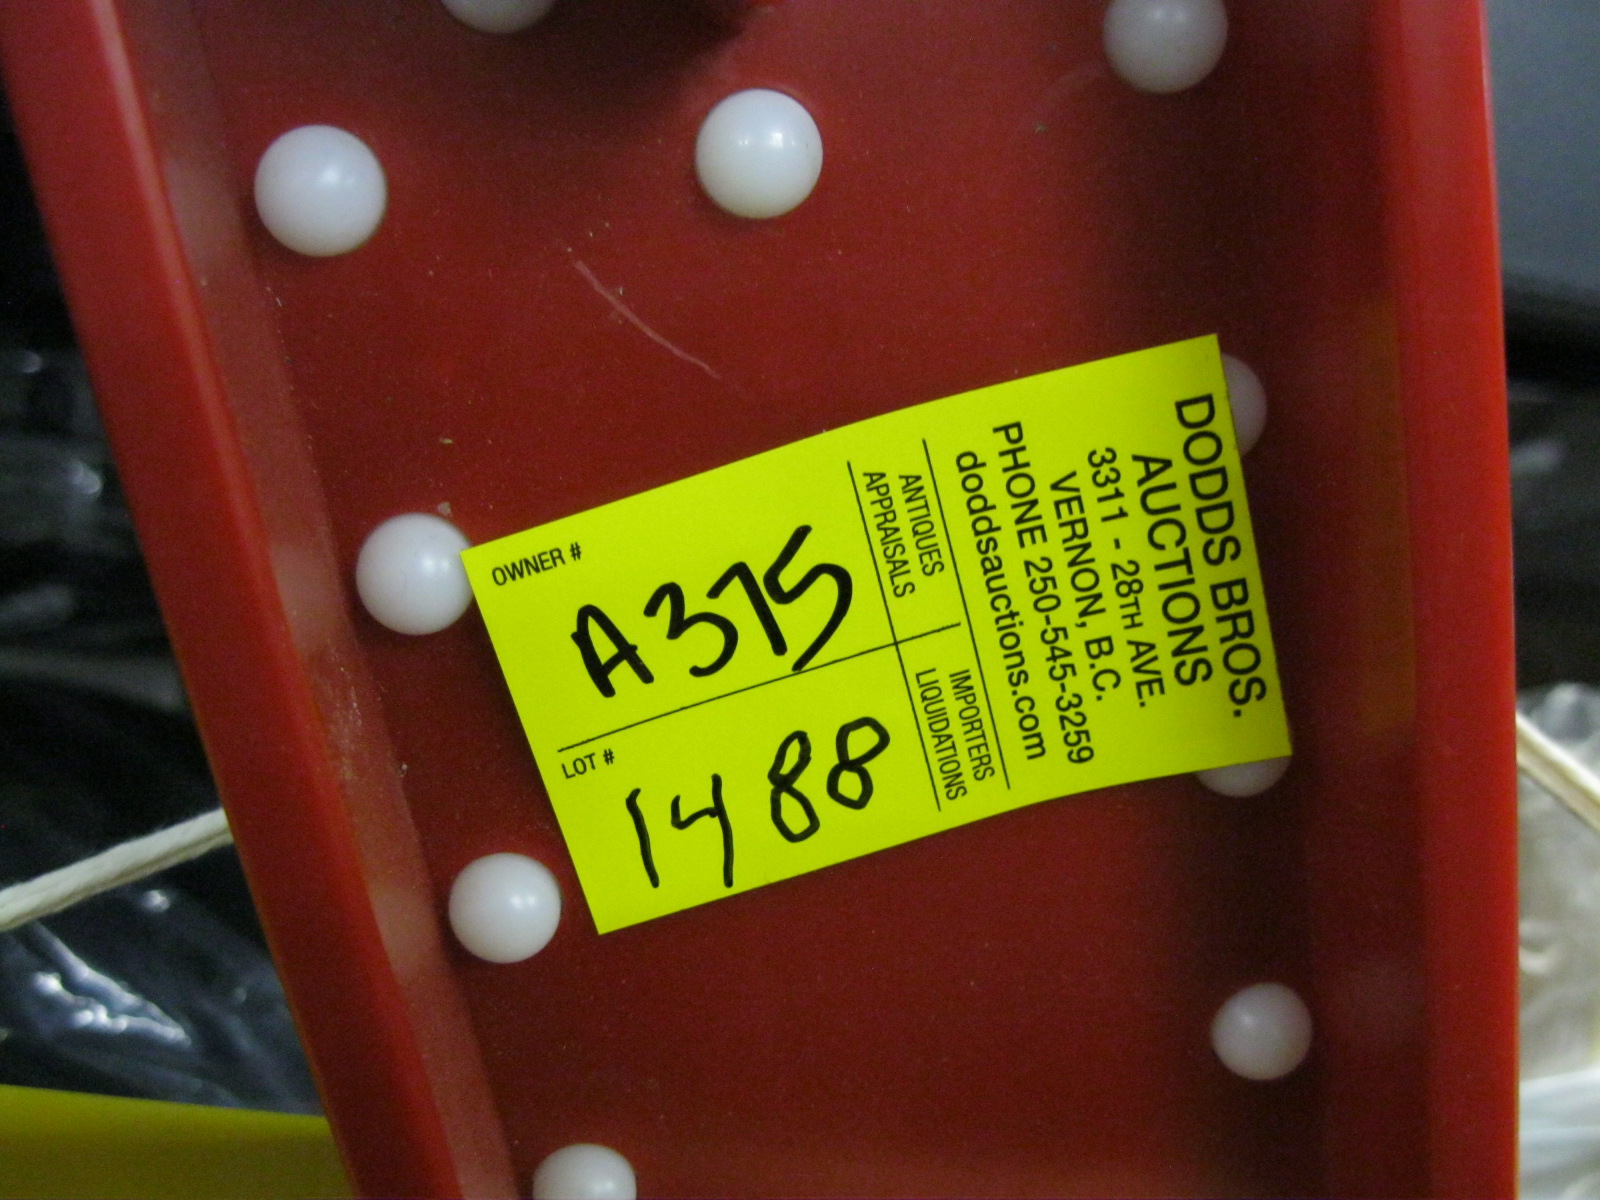 DODDS BROS.
AUCTIONS
3311 - 28TH AVE.
VERNON, B.C.
PHONE 250-545-3259
doddsauctions.com
ANTIQUES
APPRAISALS
IMPORTERS
LIQUIDATIONS
OWNER #
A375
LOT #
1488